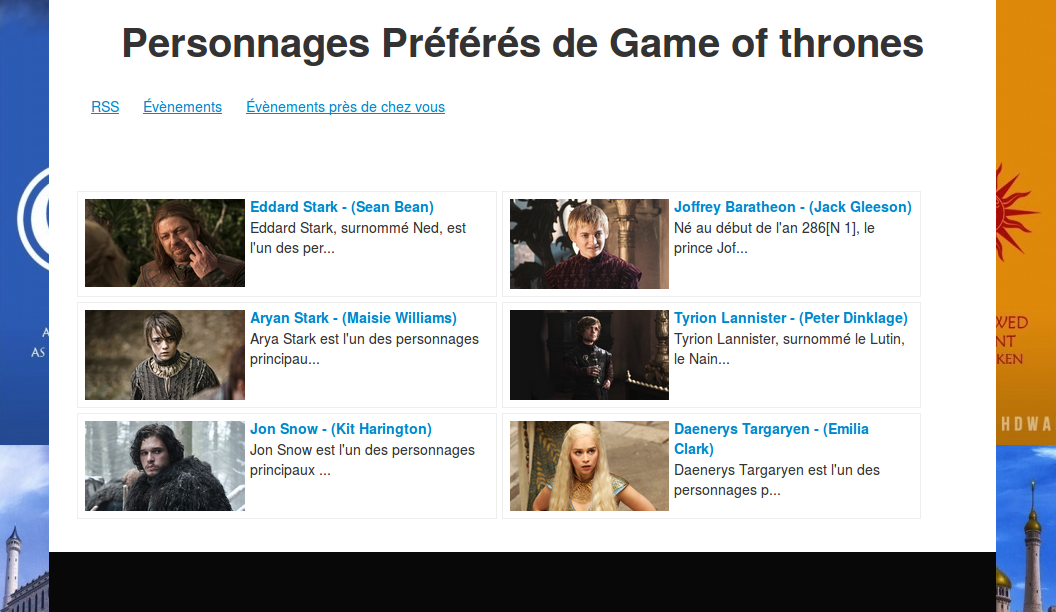 Personnages Préférés de Game of thrones
RSS Évènements Évènements près de chez vous
Eddard Stark - (Sean Bean)
Eddard Stark, surnommé Ned, est
l'un des per...
Joffrey Baratheon - (Jack Gleeson)
Né au début de l'an 286[N 1], le
prince Jof...
Aryan Stark - (Maisie Williams)
Arya Stark est l'un des personnages
principau...
Tyrion Lannister - (Peter Dinklage)
Tyrion Lannister, surnommé le Lutin,
le Nain...
Jon Snow - (Kit Harington)
Jon Snow est l'un des personnages
principaux ...
Daenerys Targaryen - (Emilia
Clark)
Daenerys Targaryen est l'un des
personnages p...
A
AS
WED
NT
KEN
HDWA